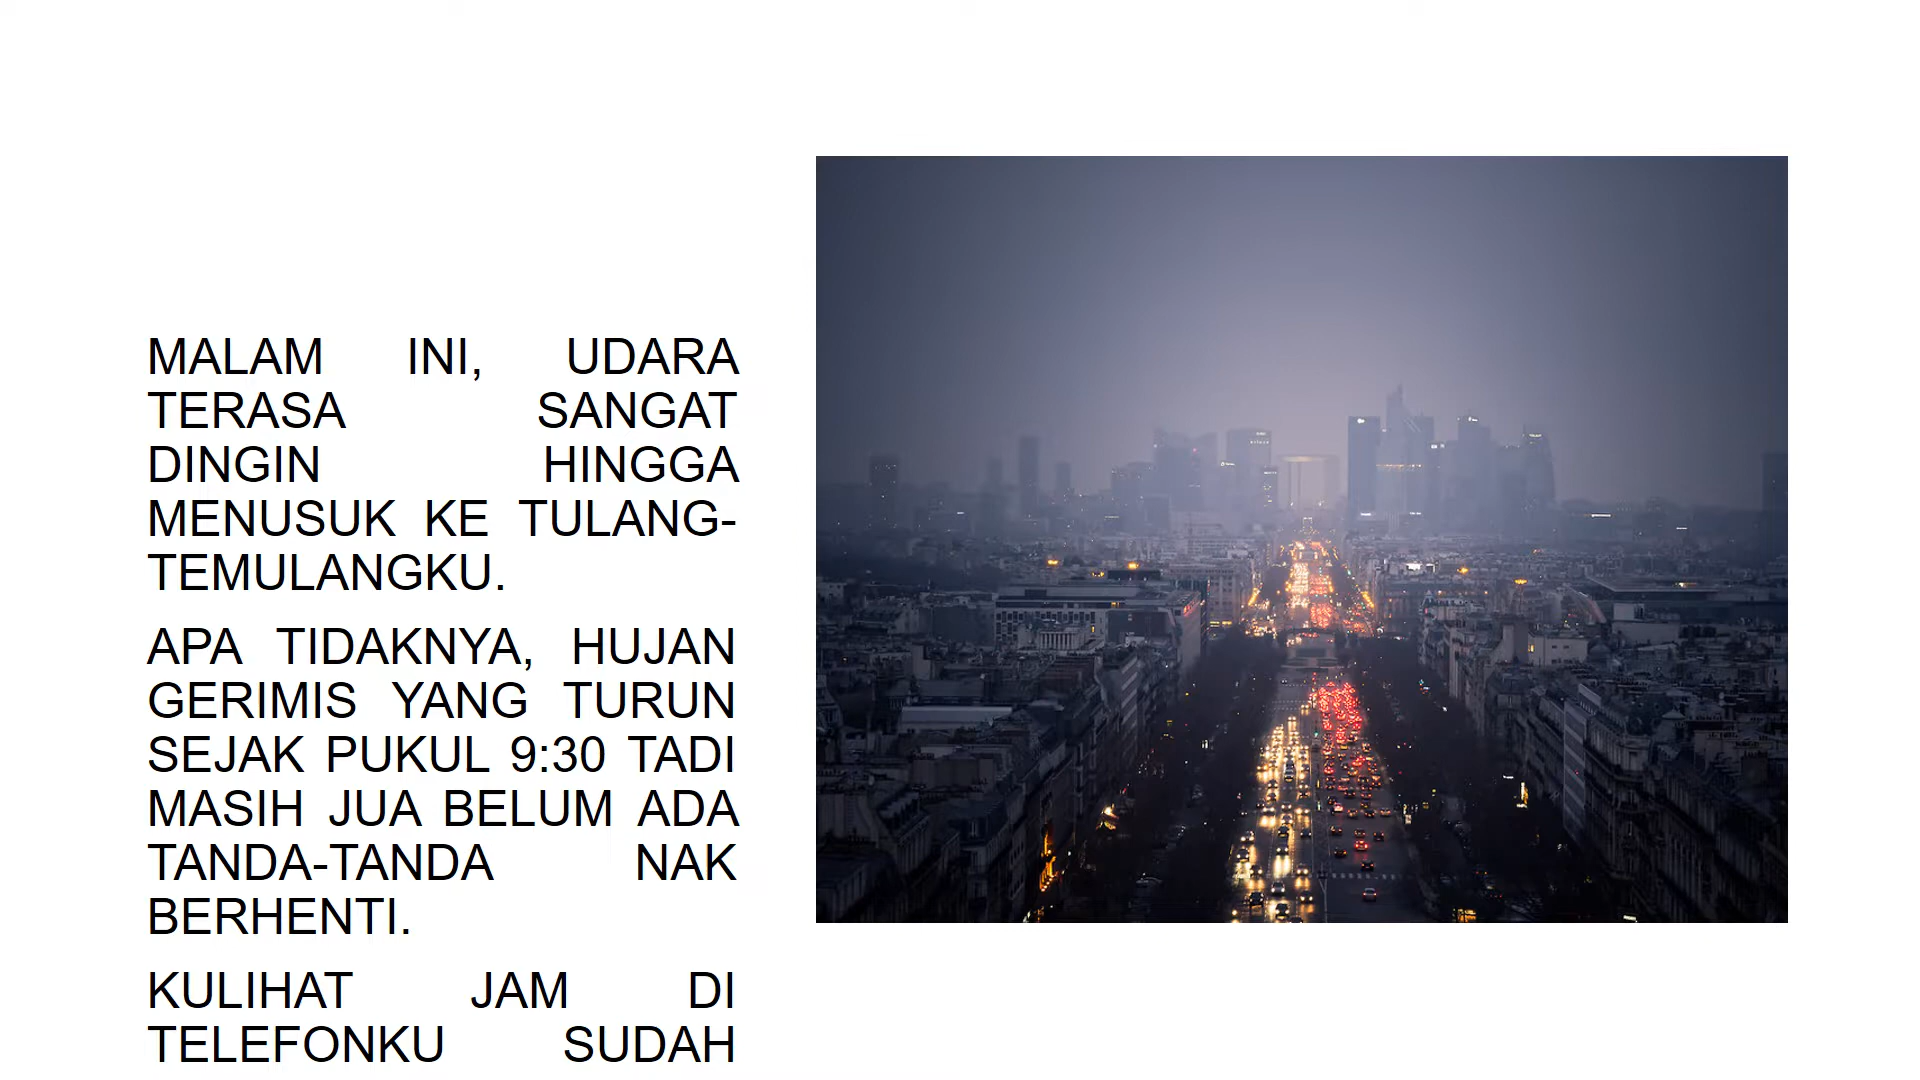 MALAM INI, UDARA
TERASA SANGAT
DINGIN HINGGA
MENUSUK KE TULANG-
TEMULANGKU.
APA TIDAKNYA, HUJAN
GERIMIS YANG TURUN
SEJAK PUKUL 9:30 TADI
MASIH JUA BELUM ADA
TANDA-TANDA NAK
BERHENTI.
KULIHAT JAM DI
TELEFONKU SUDAH